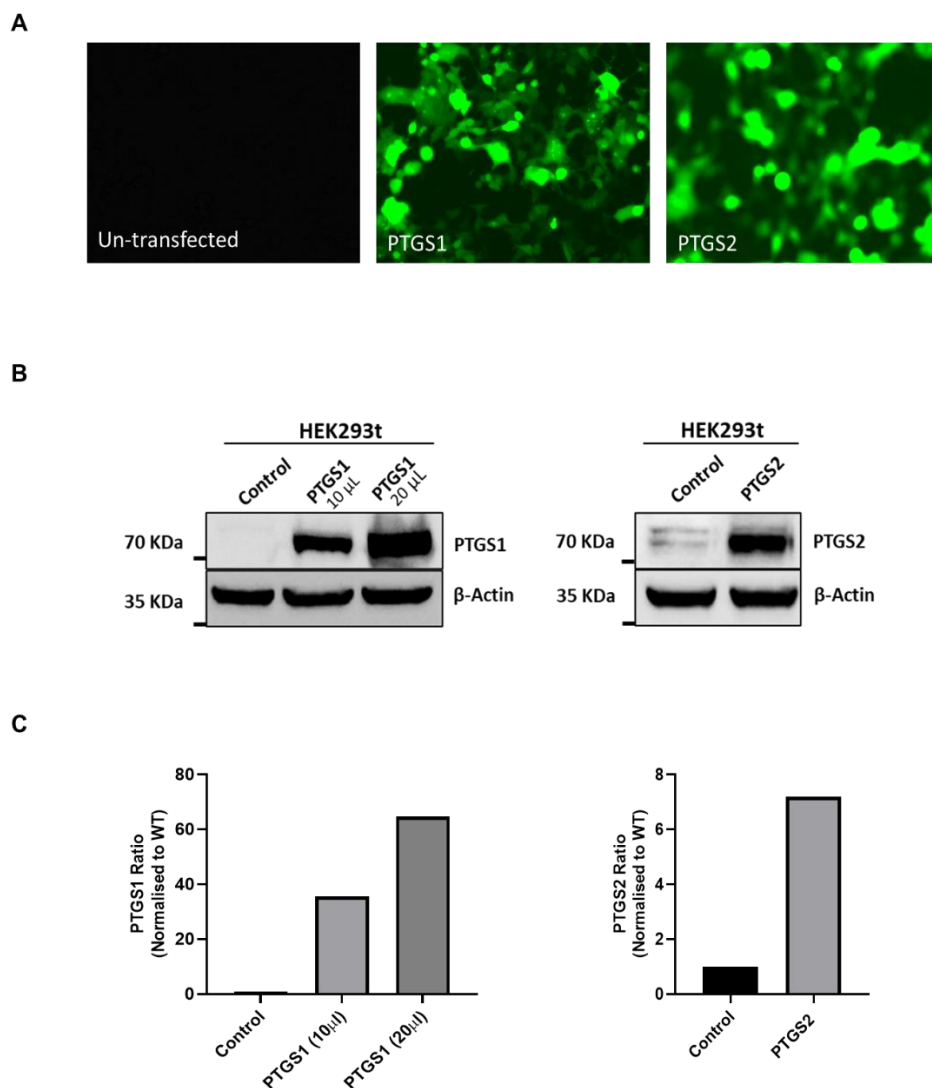 A
Un-transfected
PTGS1
PTGS2
B
HEK293t
Control
PTGS1
10 µL
PTGS1
20 µL
70 KDa
PTGS1
35 KDa
β-Actin
HEK293t
Control
PTGS2
70 KDa
PTGS2
35 KDa
β-Actin
C
PTGS1 Ratio
(Normalised to WT)
80
60
40
20
0
Control
PTGS1 (10µl)
PTGS1 (20µl)
PTGS2 Ratio
(Normalised to WT)
8
6
4
2
0
Control
PTGS2